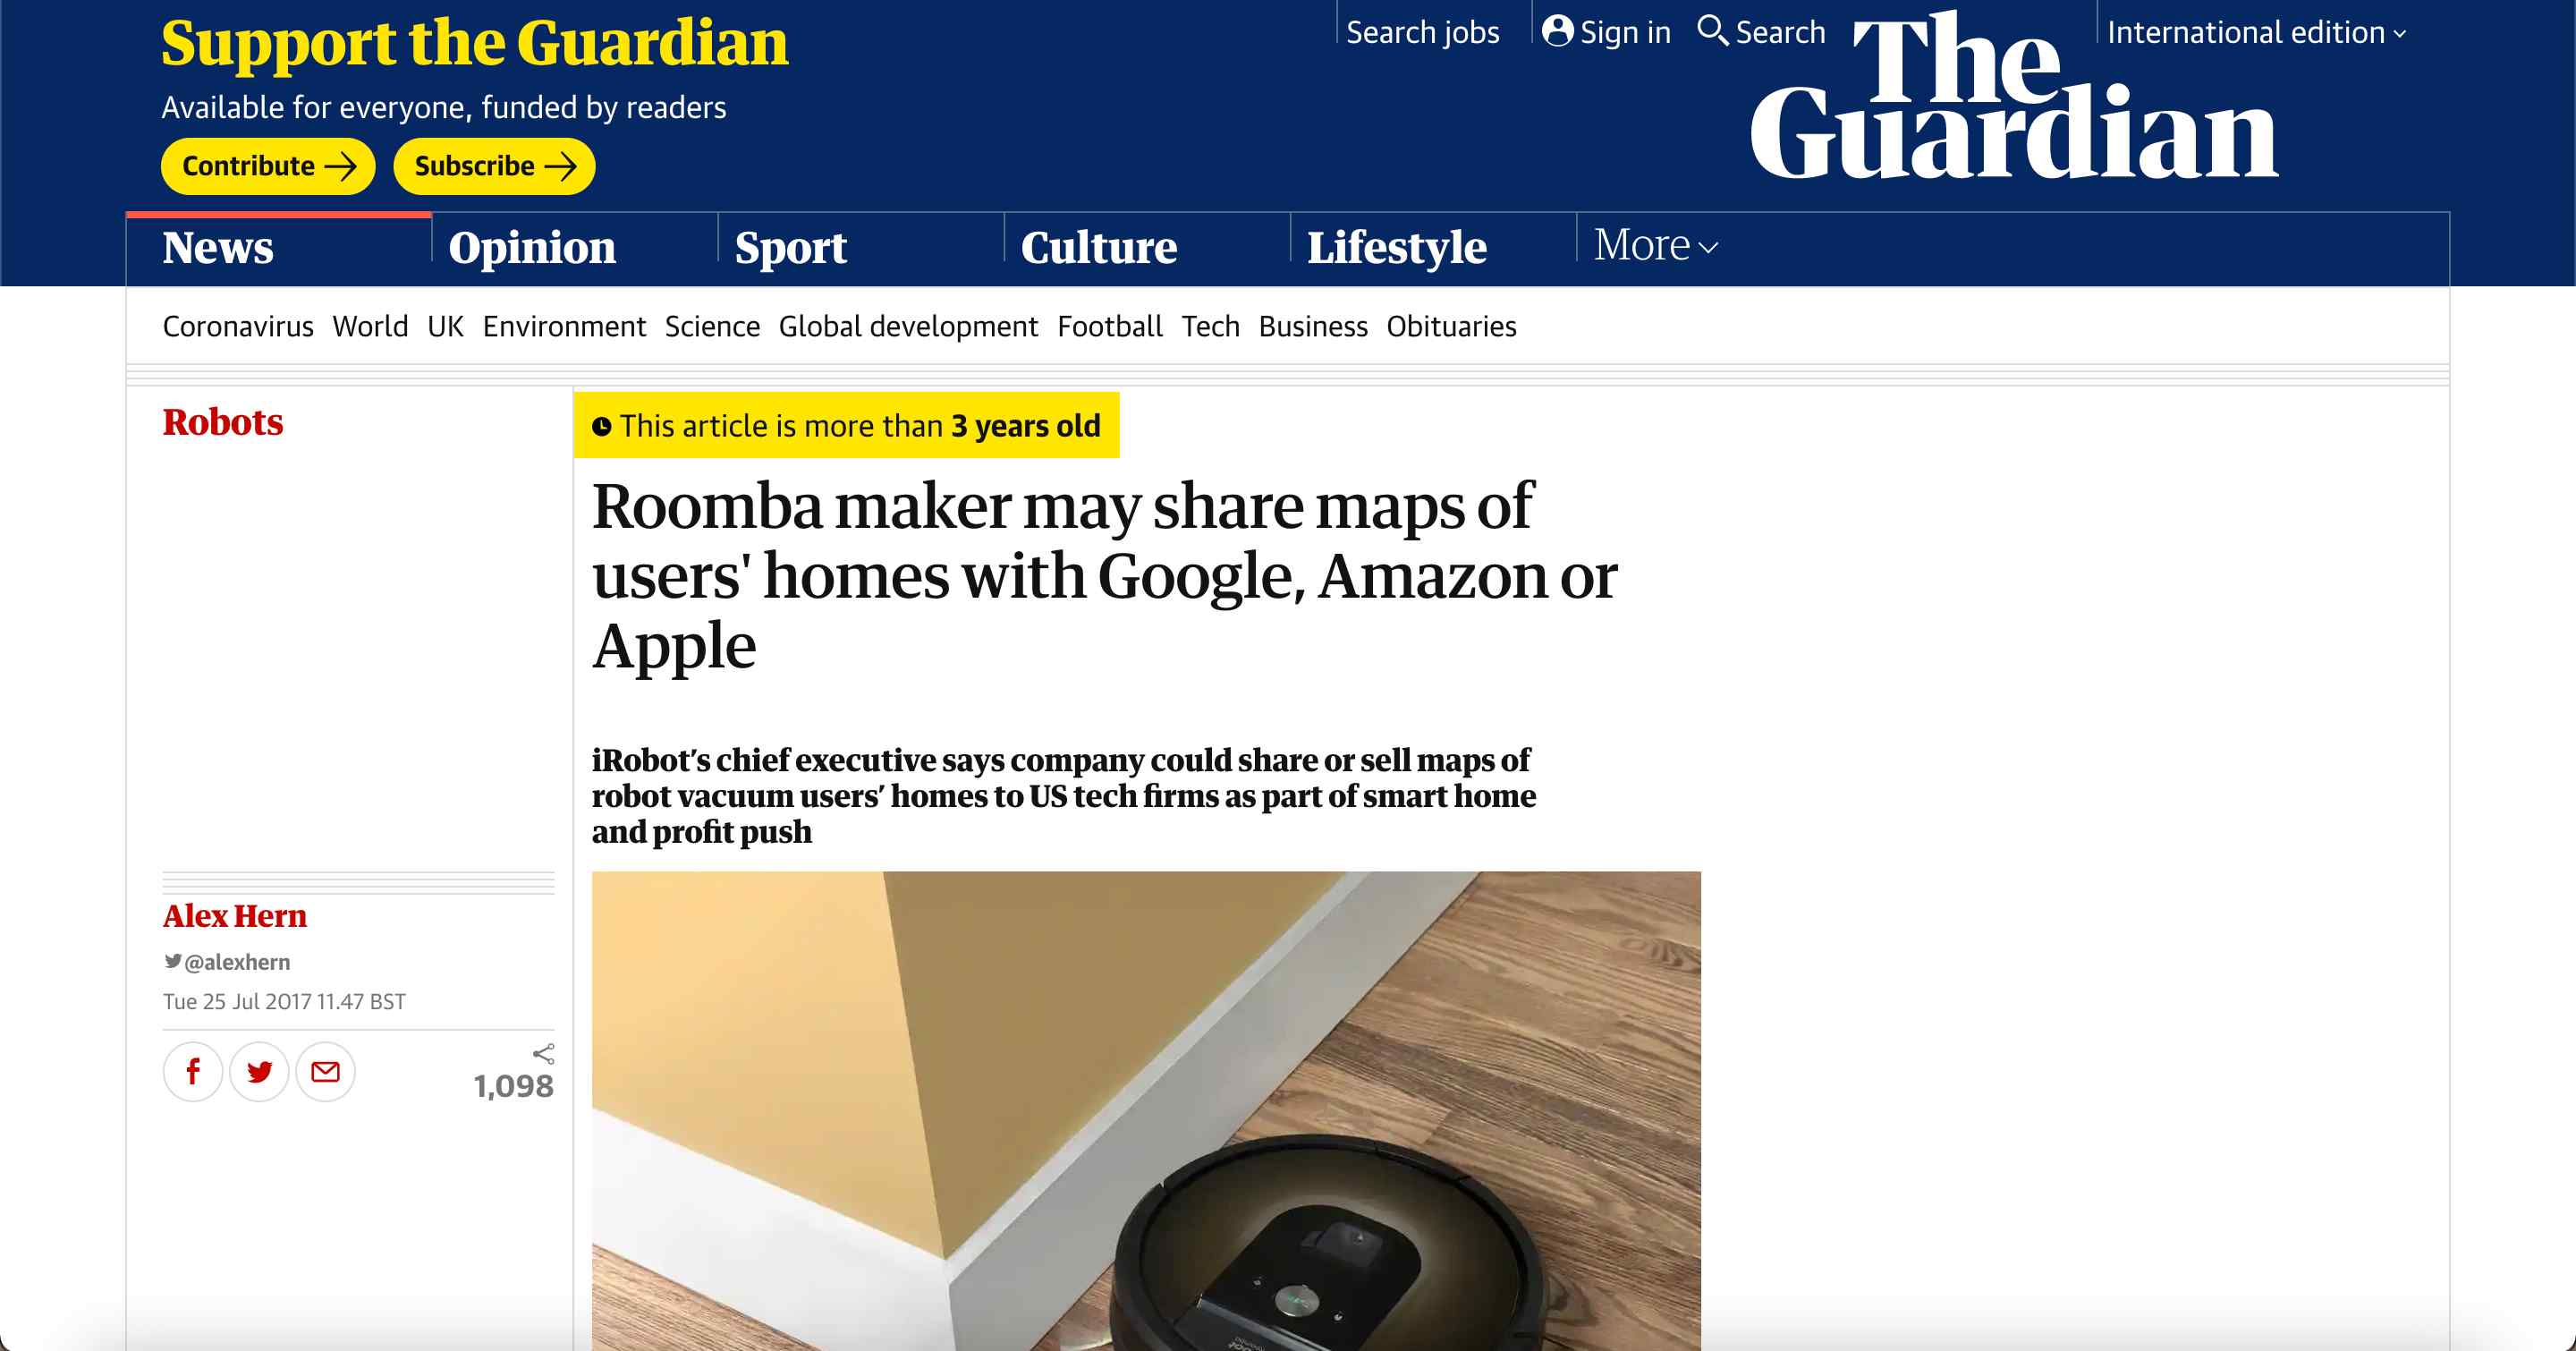 Support the Guardian
Available for everyone, funded by readers
Contribute
Subscribe
Search jobs
Sign in
Search
International edition
The
Guardian
News
Opinion
Sport
Culture
Lifestyle
More
Coronavirus World UK Environment Science Global development Football Tech Business Obituaries
Robots
This article is more than 3 years old
Roomba maker may share maps of
users' homes with Google, Amazon or
Apple
iRobot’s chief executive says company could share or sell maps of
robot vacuum users’ homes to US tech firms as part of smart home
and profit push
Alex Hern
@alexhern
Tue 25 Jul 2017 11.47 BST
1,098